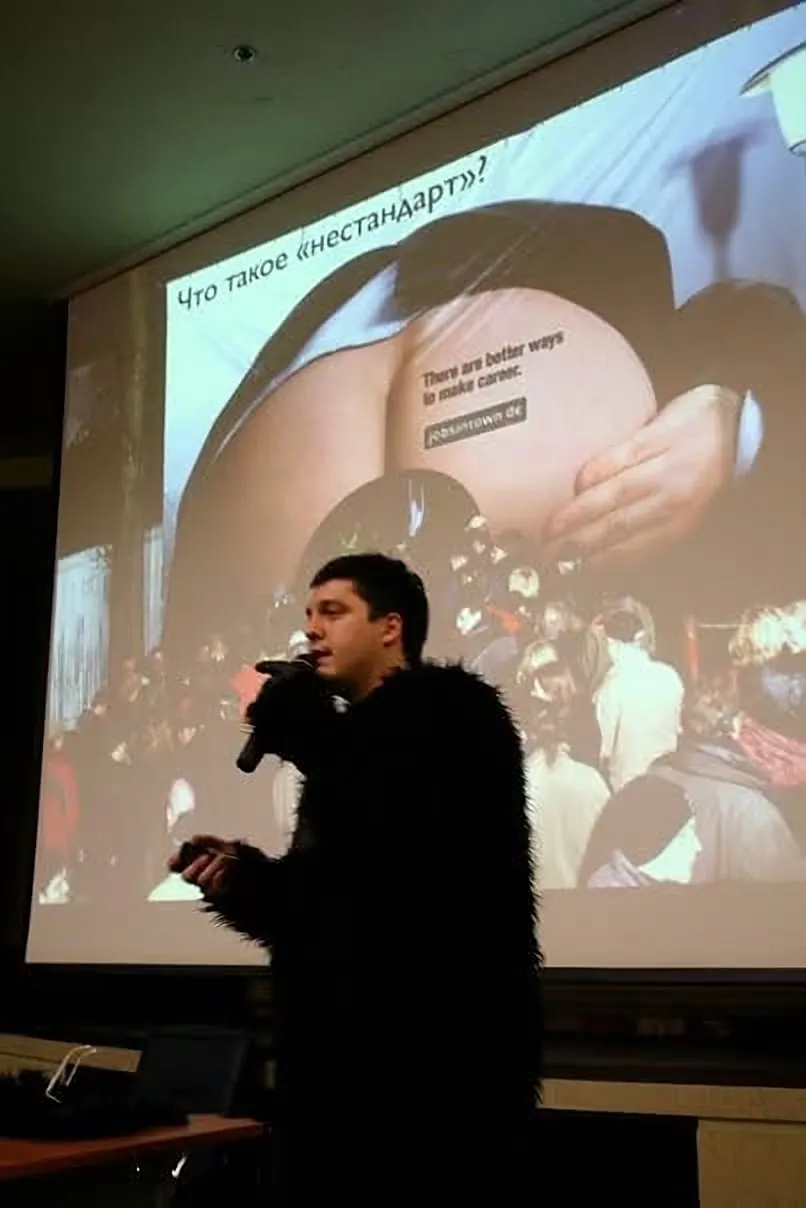 Что такое «нестандарт»?
There are better ways
to make career.
jobsintown.de